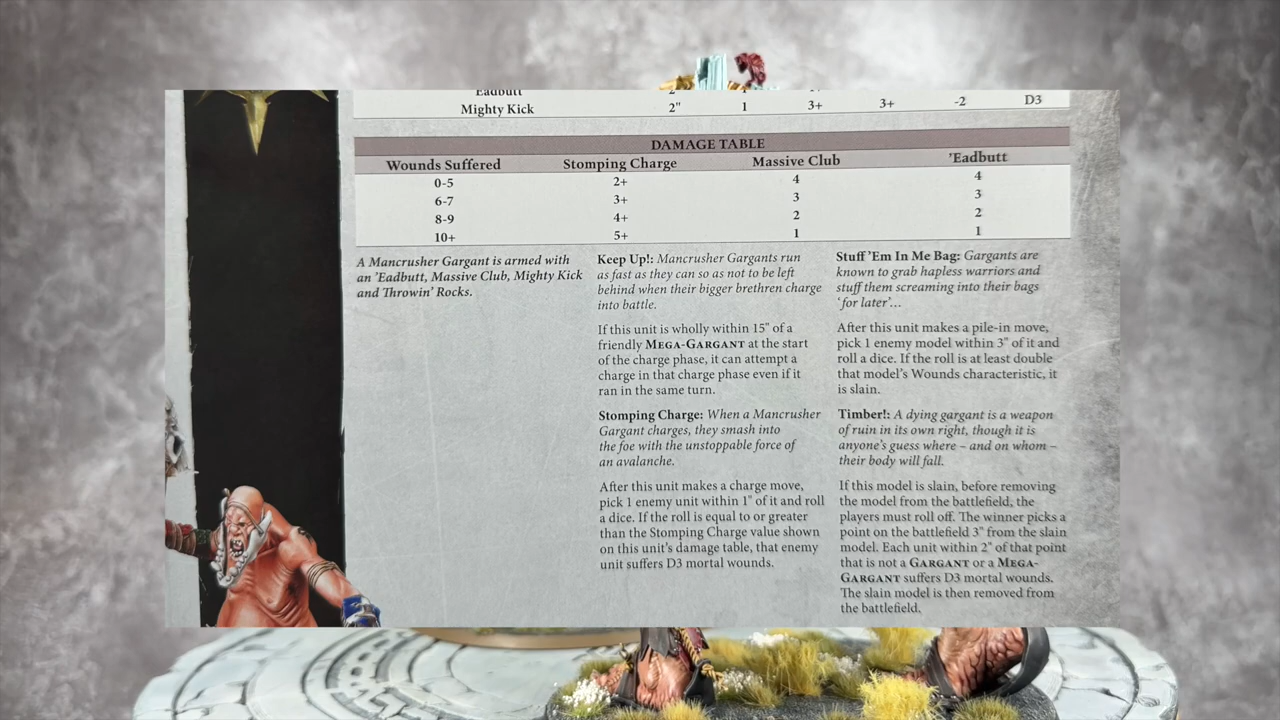 Eadbutt
Mighty Kick 2" 1 3+ 3+ -2 D3
DAMAGE TABLE
Wounds Suffered Stomping Charge Massive Club 'Eadbutt
0-5 2+ 4 4
6-7 3+ 3 3
8-9 4+ 2 2
10+ 5+ 1 1
A Mancrusher Gargant is armed with
an 'Eadbutt, Massive Club, Mighty Kick
and Throwin' Rocks.
Keep Up!: Mancrusher Gargants run
as fast as they can so as not to be left
behind when their bigger brethren charge
into battle.
If this unit is wholly within 15" of a
friendly MEGA-GARGANT at the start
of the charge phase, it can attempt a
charge in that charge phase even if it
ran in the same turn.
Stomping Charge: When a Mancrusher
Gargant charges, they smash into
the foe with the unstoppable force of
an avalanche.
After this unit makes a charge move,
pick 1 enemy unit within 1" of it and roll
a dice. If the roll is equal to or greater
than the Stomping Charge value shown
on this unit's damage table, that enemy
unit suffers D3 mortal wounds.
Stuff 'Em In Me Bag: Gargants are
known to grab hapless warriors and
stuff them screaming into their bags
'for later'...
After this unit makes a pile-in move,
pick 1 enemy model within 3" of it and
roll a dice. If the roll is at least double
that model's Wounds characteristic, it
is slain.
Timber!: A dying gargant is a weapon
of ruin in its own right, though it is
anyone's guess where – and on whom –
their body will fall.
If this model is slain, before removing
the model from the battlefield, the
players must roll off. The winner picks a
point on the battlefield 3" from the slain
model. Each unit within 2" of that point
that is not a GARGANT or a MEGA-
GARGANT suffers D3 mortal wounds.
The slain model is then removed from
the battlefield.